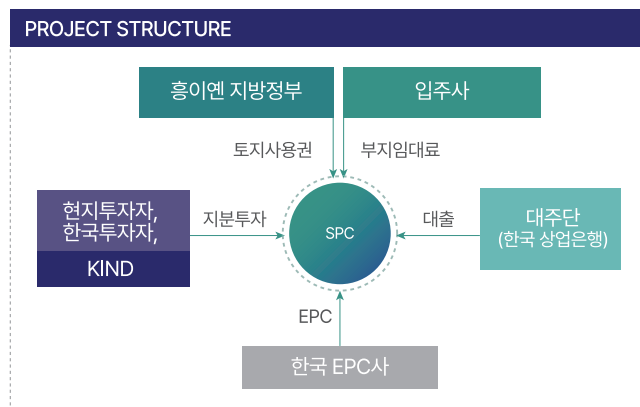 PROJECT STRUCTURE
흥이옌 지방정부
입주사
토지사용권
부지임대료
현지투자자,
한국투자자,
KIND
지분투자
SPC
대출
대주단
(한국 상업은행)
EPC
한국 EPC사